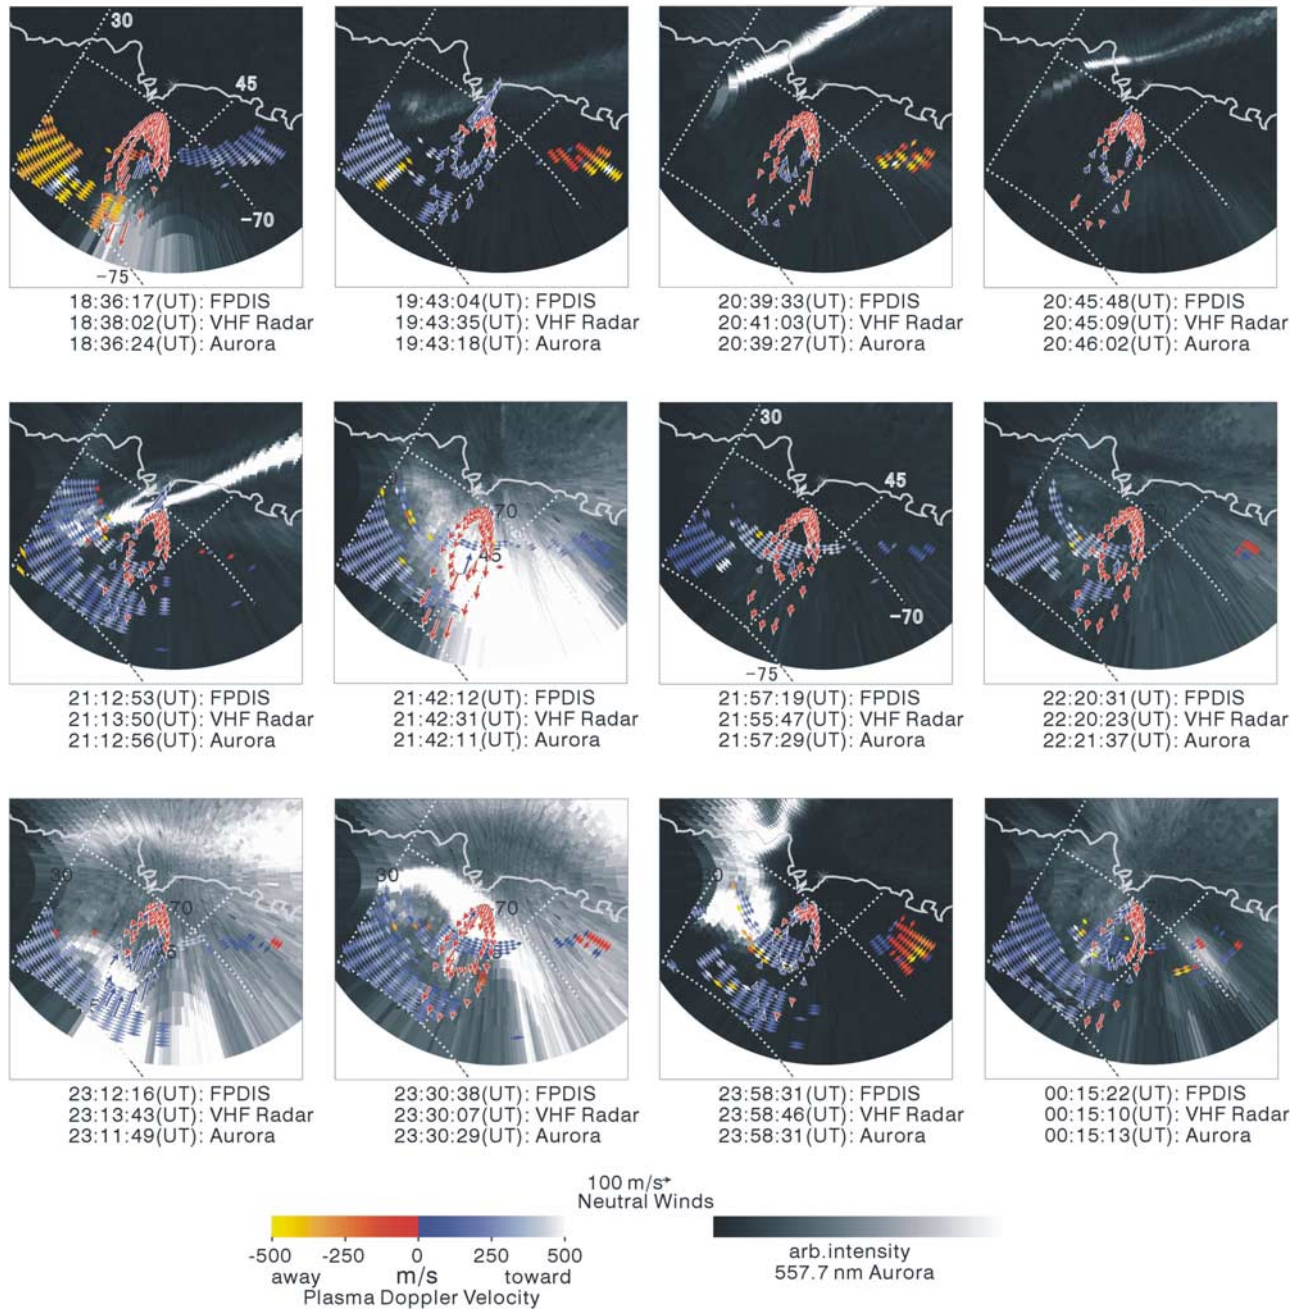 30
45
-70
-75
18:36:17(UT): FPDIS
18:38:02(UT): VHF Radar
18:36:24(UT): Aurora
19:43:04(UT): FPDIS
19:43:35(UT): VHF Radar
19:43:18(UT): Aurora
20:39:33(UT): FPDIS
20:41:03(UT): VHF Radar
20:39:27(UT): Aurora
20:45:48(UT): FPDIS
20:45:09(UT): VHF Radar
20:46:02(UT): Aurora
21:12:53(UT): FPDIS
21:13:50(UT): VHF Radar
21:12:56(UT): Aurora
70
45
21:42:12(UT): FPDIS
21:42:31(UT): VHF Radar
21:42:11(UT): Aurora
30
45
-70
-75
21:57:19(UT): FPDIS
21:55:47(UT): VHF Radar
21:57:29(UT): Aurora
22:20:31(UT): FPDIS
22:20:23(UT): VHF Radar
22:21:37(UT): Aurora
30
70
23:12:16(UT): FPDIS
23:13:43(UT): VHF Radar
23:11:49(UT): Aurora
30
70
23:30:38(UT): FPDIS
23:30:07(UT): VHF Radar
23:30:29(UT): Aurora
23:58:31(UT): FPDIS
23:58:46(UT): VHF Radar
23:58:31(UT): Aurora
00:15:22(UT): FPDIS
00:15:10(UT): VHF Radar
00:15:13(UT): Aurora
100 m/s
Neutral Winds
-500 -250 0 250 500
away m/s toward
Plasma Doppler Velocity
arb.intensity
557.7 nm Aurora